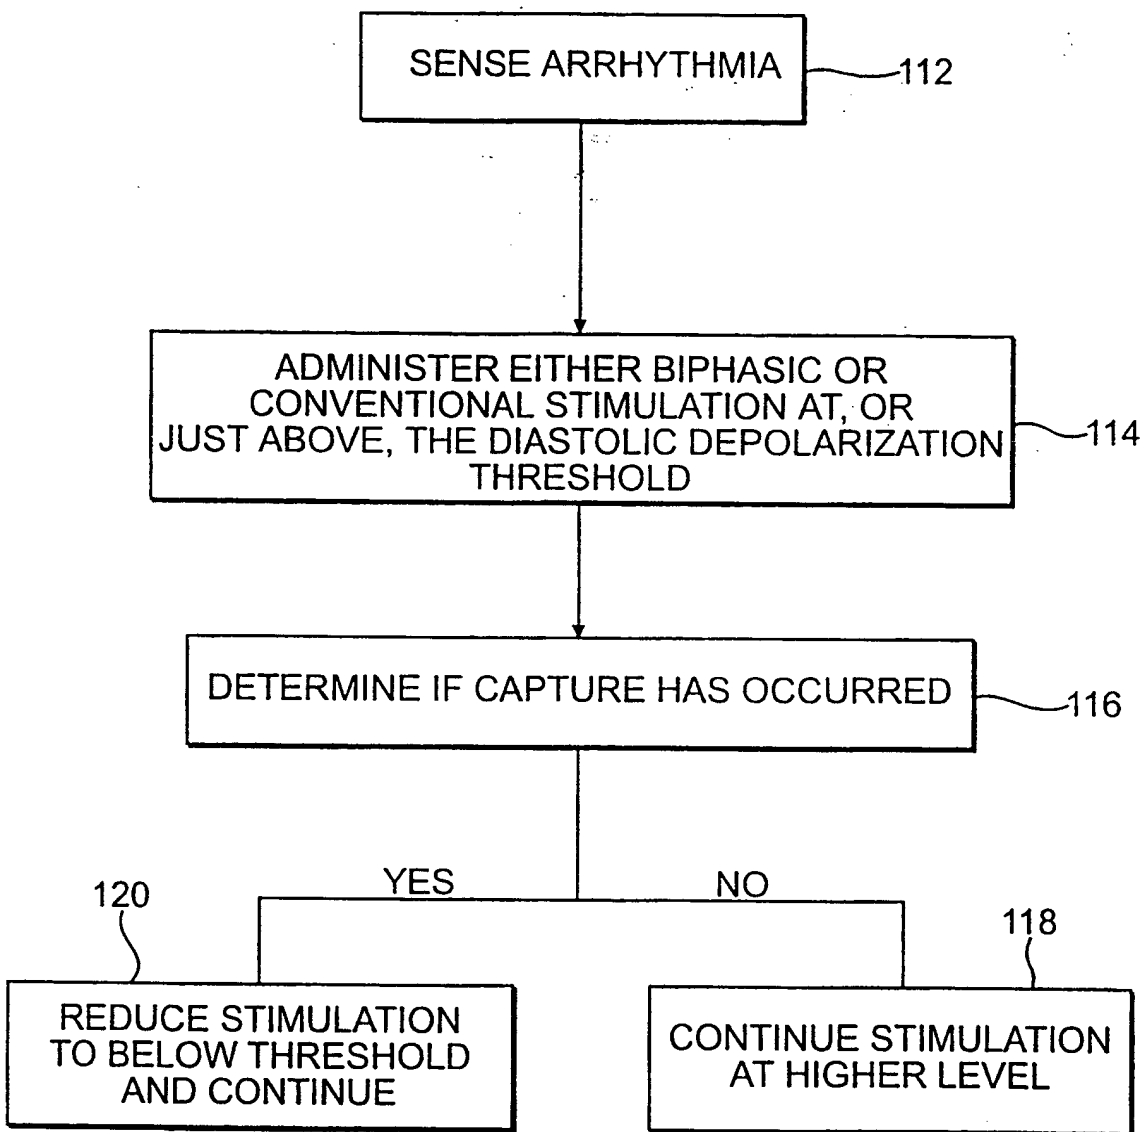 SENSE ARRHYTHMIA
112
ADMINISTER EITHER BIPHASIC OR
CONVENTIONAL STIMULATION AT, OR
JUST ABOVE, THE DIASTOLIC DEPOLARIZATION
THRESHOLD
114
DETERMINE IF CAPTURE HAS OCCURRED
116
YES
NO
120
118
REDUCE STIMULATION
TO BELOW THRESHOLD
AND CONTINUE
CONTINUE STIMULATION
AT HIGHER LEVEL